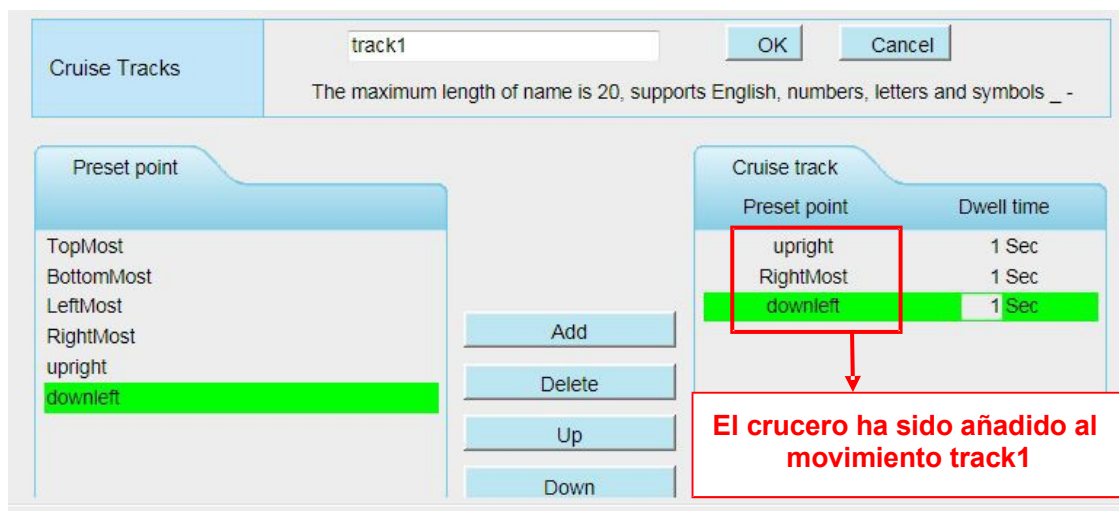 track1
OK
Cancel
Cruise Tracks
The maximum length of name is 20, supports English, numbers, letters and symbols _ -
Preset point
TopMost
BottomMost
LeftMost
RightMost
upright
downleft
Add
Delete
Up
Down
Cruise track
Preset point Dwell time
upright 1 Sec
RightMost 1 Sec
downleft 1 Sec
El crucero ha sido añadido al
movimiento track1